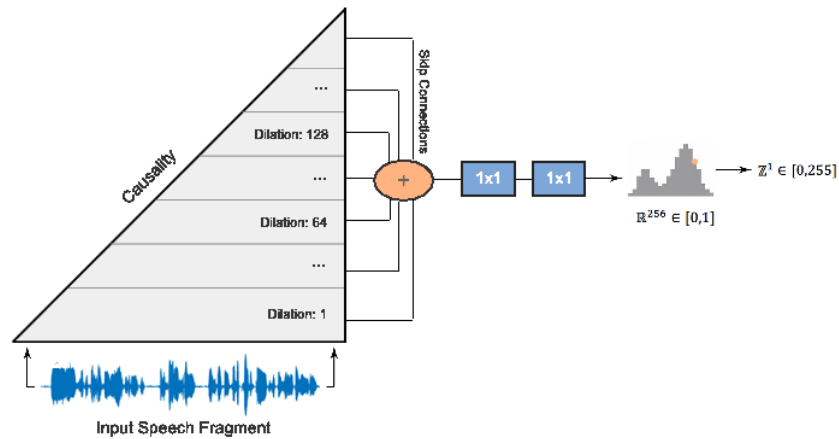 Causality
...
Dilation: 128
...
Dilation: 64
...
Dilation: 1
Skip Connections
+
1x1
1x1
ℝ²⁵⁶ ∈ [0,1]
ℤ¹ ∈ [0,255]
Input Speech Fragment